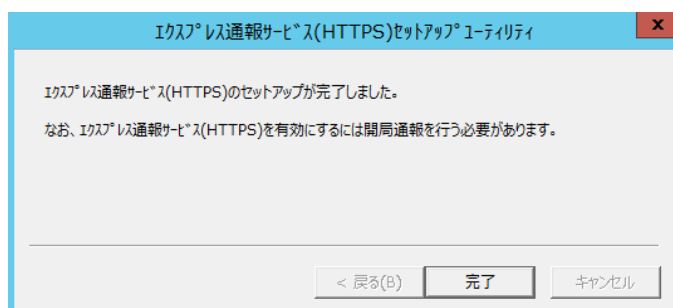 ｴｸｽﾌﾟﾚｽ通報ｻｰﾋﾞｽ(HTTPS)ｾｯﾄｱｯﾌﾟﾕｰﾃｨﾘﾃｨ
x
ｴｸｽﾌﾟﾚｽ通報ｻｰﾋﾞｽ(HTTPS)のセットアップが完了しました。
なお、ｴｸｽﾌﾟﾚｽ通報ｻｰﾋﾞｽ(HTTPS)を有効にするには開局通報を行う必要があります。
< 戻る(B) 完了 キャンセル